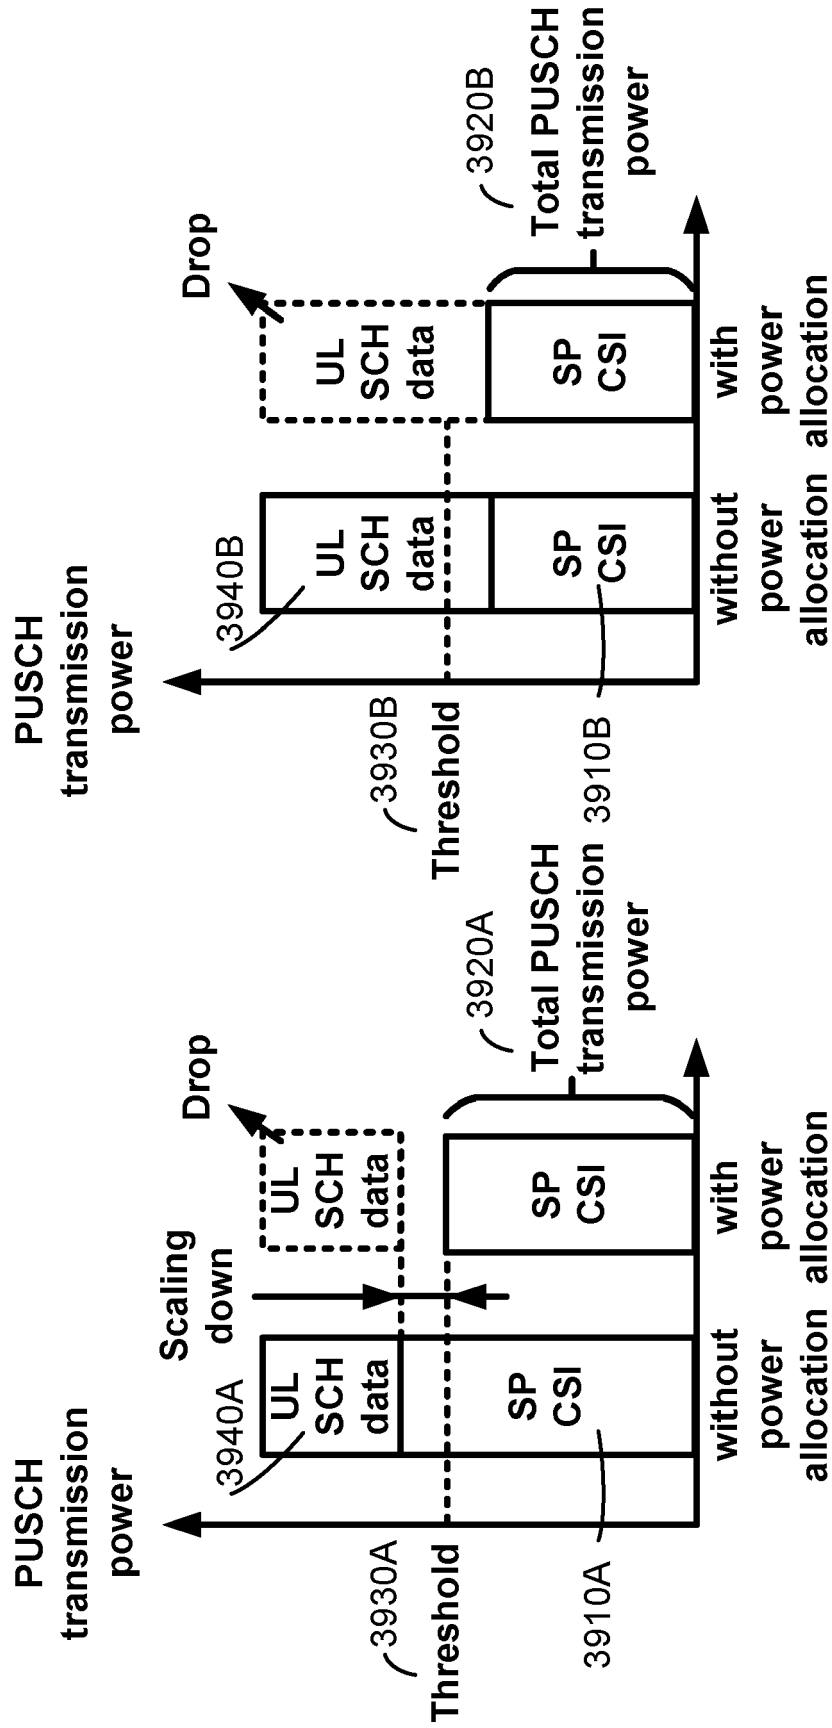 PUSCH
transmission
power
3940A
UL
SCH
data
Scaling
down
UL
SCH
data
Drop
3930A
Threshold
SP
CSI
SP
CSI
3920A
Total PUSCH
transmission
power
3910A
without
power
allocation
with
power
allocation
PUSCH
transmission
power
3940B
UL
SCH
data
UL
SCH
data
Drop
3930B
Threshold
SP
CSI
SP
CSI
3920B
Total PUSCH
transmission
power
3910B
without
power
allocation
with
power
allocation